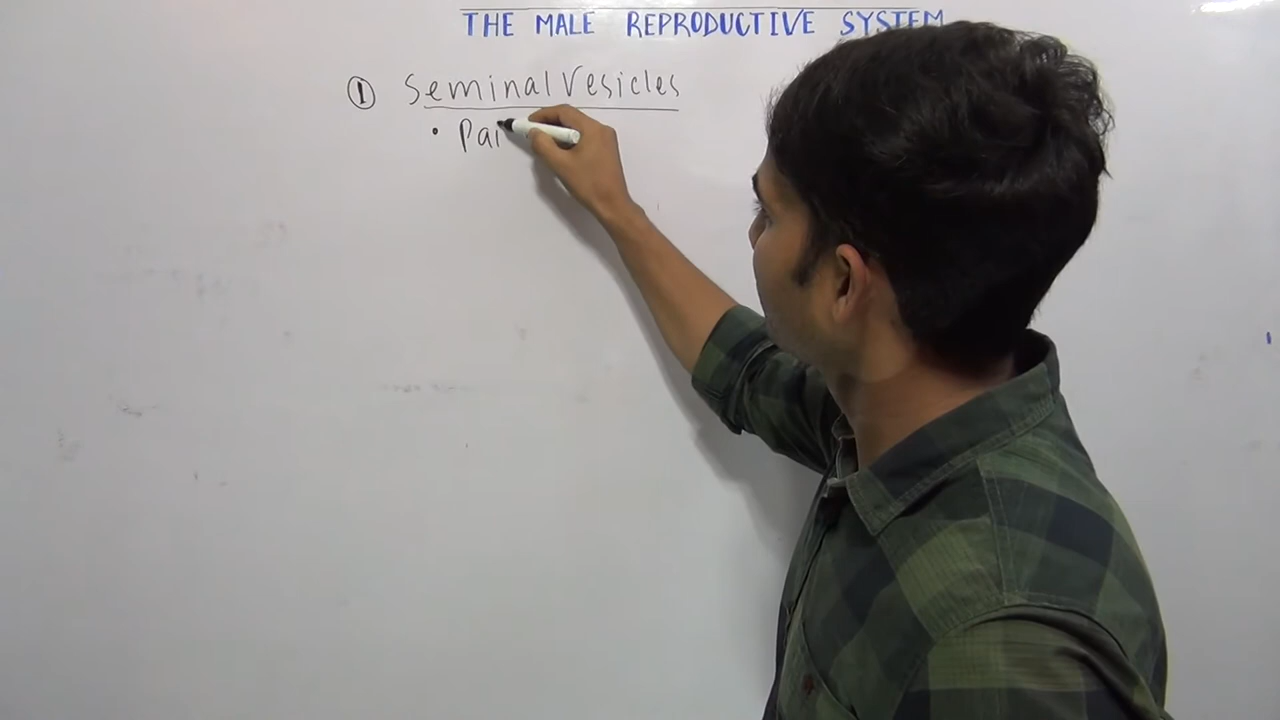 THE MALE REPRODUCTIVE SYSTEM
① Seminal Vesicles
• Pai